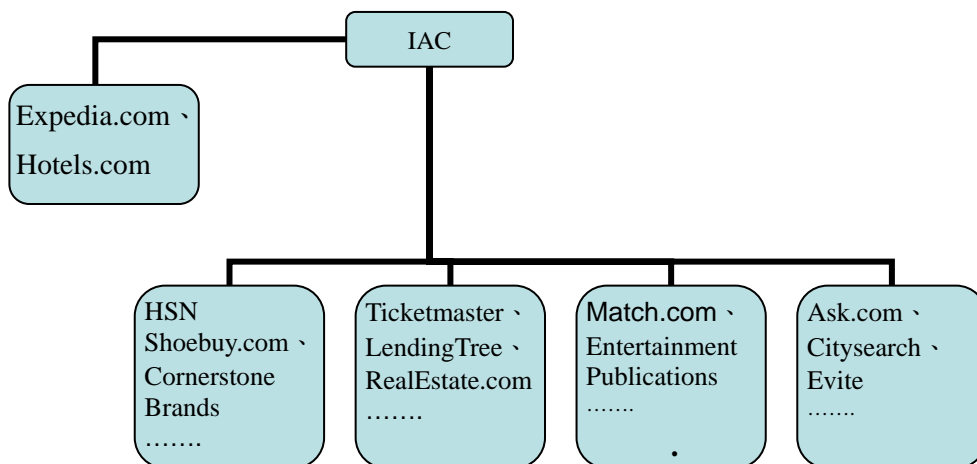 IAC
Expedia.com、
Hotels.com
HSN
Shoebuy.com、
Cornerstone
Brands
…….
Ticketmaster、
LendingTree、
RealEstate.com
…….
Match.com、
Entertainment
Publications
…….
.
Ask.com、
Citysearch、
Evite
…….